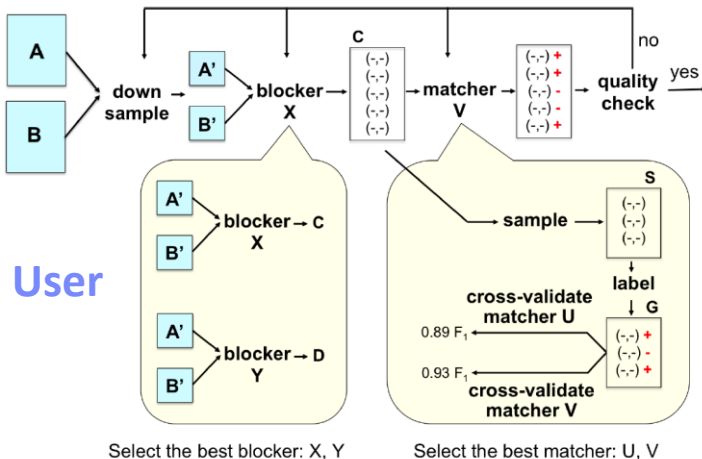 A
B
down
sample
A'
B'
blocker
X
C
(-,-)
(-,-)
(-,-)
(-,-)
(-,-)
matcher
V
(-,-) +
(-,-) +
(-,-) -
(-,-) -
(-,-) +
quality
check
no
yes
User
A'
B'
blocker
X
C
A'
B'
blocker
Y
D
sample
S
(-,-)
(-,-)
(-,-)
label
G
(-,-) +
(-,-) -
(-,-) +
cross-validate
matcher U
0.89 F₁
0.93 F₁
cross-validate
matcher V
Select the best blocker: X, Y
Select the best matcher: U, V